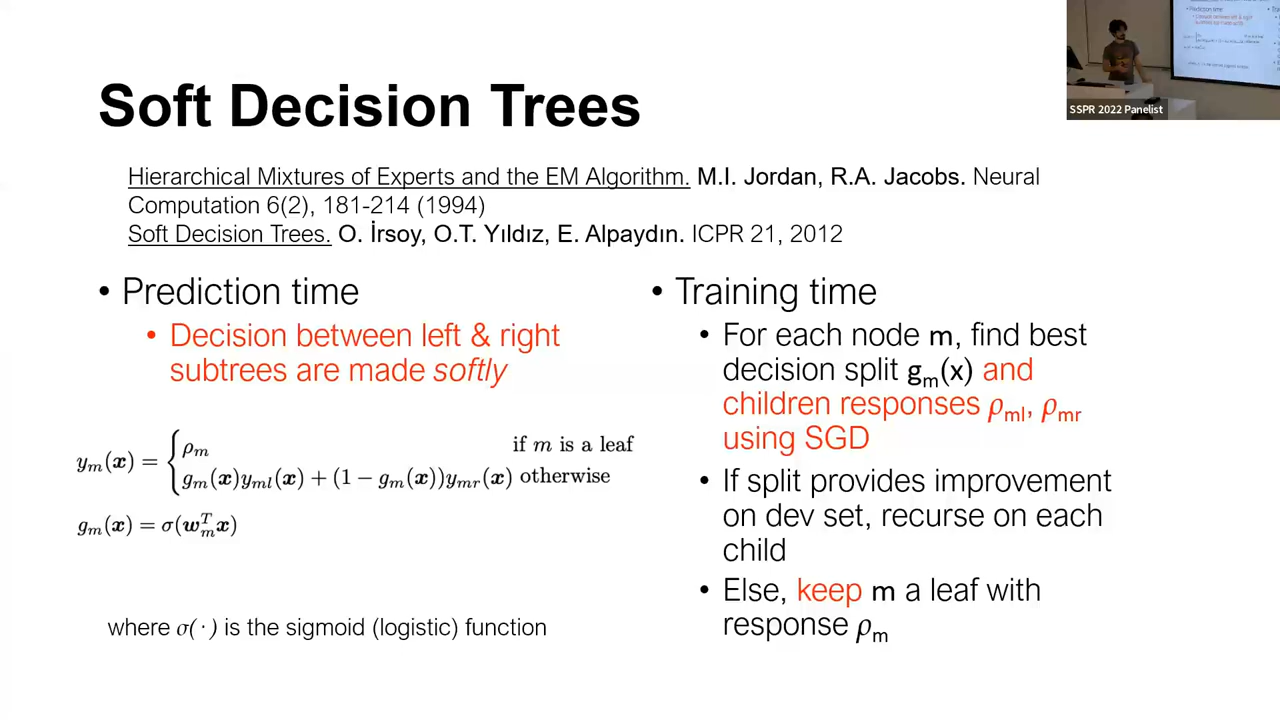 Soft Decision Trees
SSPR 2022 Panelist
Hierarchical Mixtures of Experts and the EM Algorithm. M.I. Jordan, R.A. Jacobs. Neural
Computation 6(2), 181-214 (1994)
Soft Decision Trees. O. İrsoy, O.T. Yıldız, E. Alpaydın. ICPR 21, 2012
• Prediction time
• Decision between left & right
subtrees are made softly
y_m(x) = { ρ_m if m is a leaf
g_m(x)y_ml(x) + (1 − g_m(x))y_mr(x) otherwise
g_m(x) = σ(w_m^T x)
where σ(·) is the sigmoid (logistic) function
• Training time
• For each node m, find best
decision split g_m(x) and
children responses ρ_ml, ρ_mr
using SGD
• If split provides improvement
on dev set, recurse on each
child
• Else, keep m a leaf with
response ρ_m